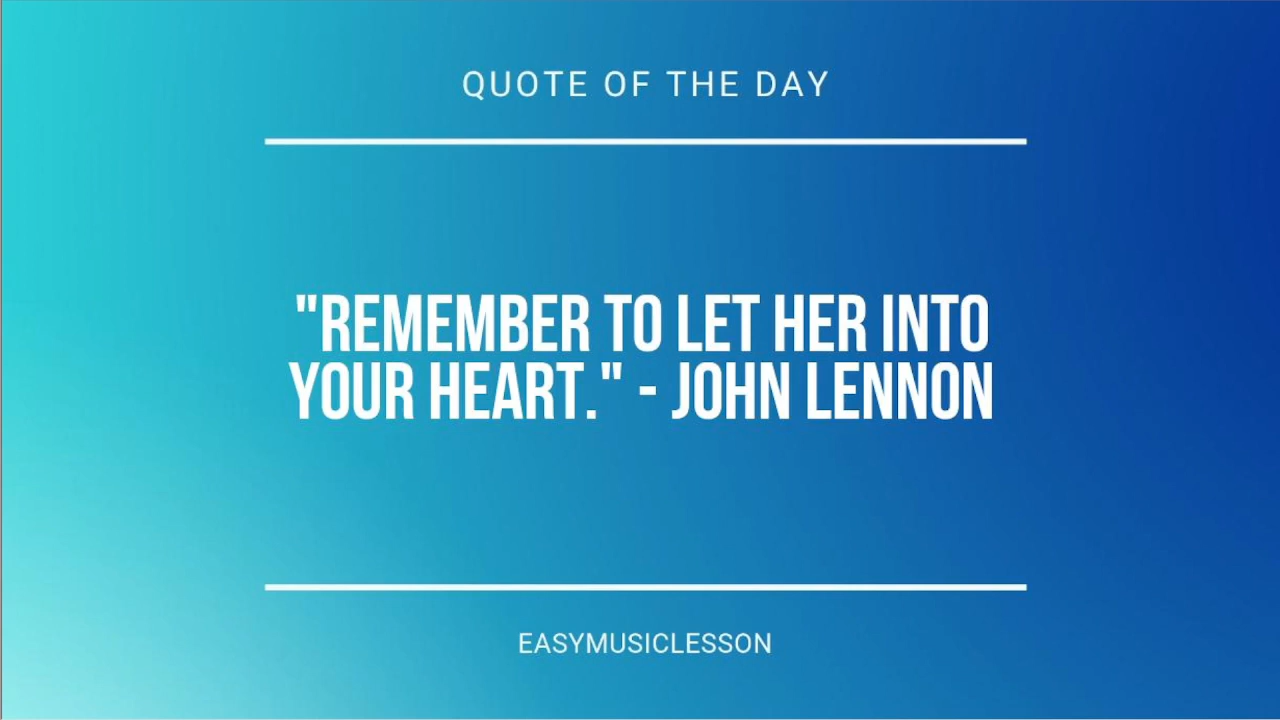 QUOTE OF THE DAY
"REMEMBER TO LET HER INTO
YOUR HEART." - JOHN LENNON
EASYMUSICLESSON